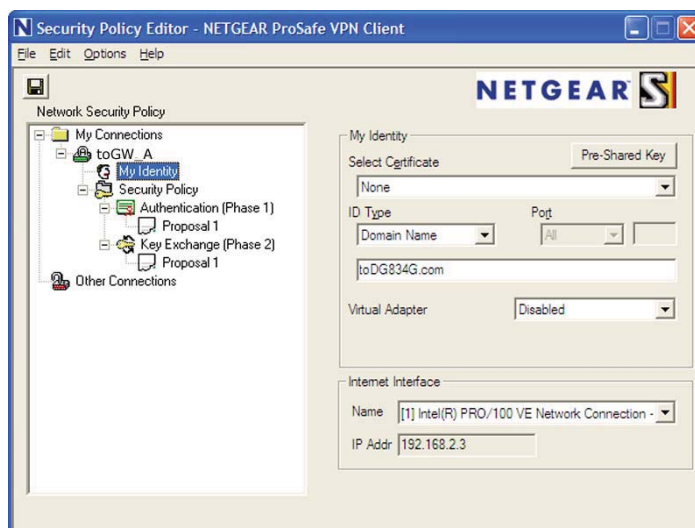 Security Policy Editor - NETGEAR ProSafe VPN Client
File Edit Options Help
NETGEAR
Network Security Policy
My Connections
toGW_A
My Identity
Security Policy
Authentication (Phase 1)
Proposal 1
Key Exchange (Phase 2)
Proposal 1
Other Connections
My Identity
Select Certificate
Pre-Shared Key
None
ID Type
Port
Domain Name
All
toDG834G.com
Virtual Adapter
Disabled
Internet Interface
Name
[1] Intel(R) PRO/100 VE Network Connection -
IP Addr
192.168.2.3